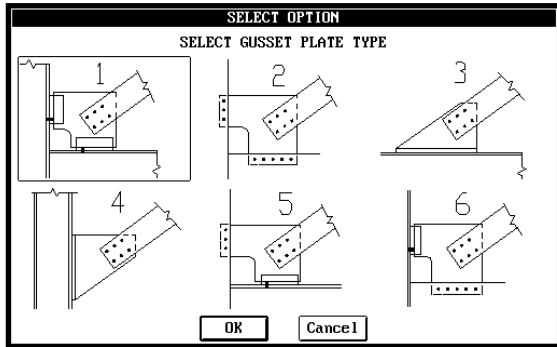 SELECT OPTION
SELECT GUSSET PLATE TYPE
1 2 3
4 5 6
OK Cancel